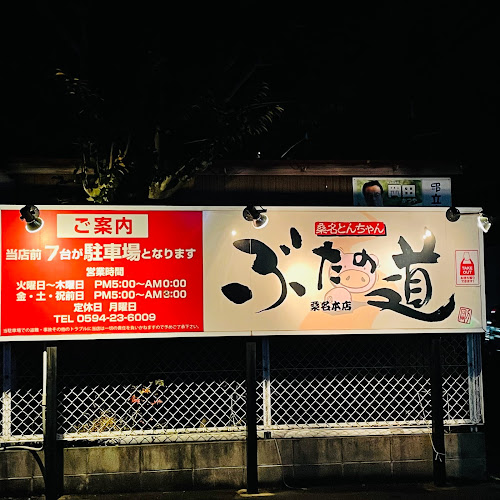 ご案内
当店前7台が駐車場となります
営業時間
火曜日〜木曜日 PM5:00〜AM0:00
金・土・祝前日 PM5:00〜AM3:00
定休日 月曜日
TEL 0594-23-6009
桑名とんちゃん
ぶたの道
桑名本店
TAKE OUT